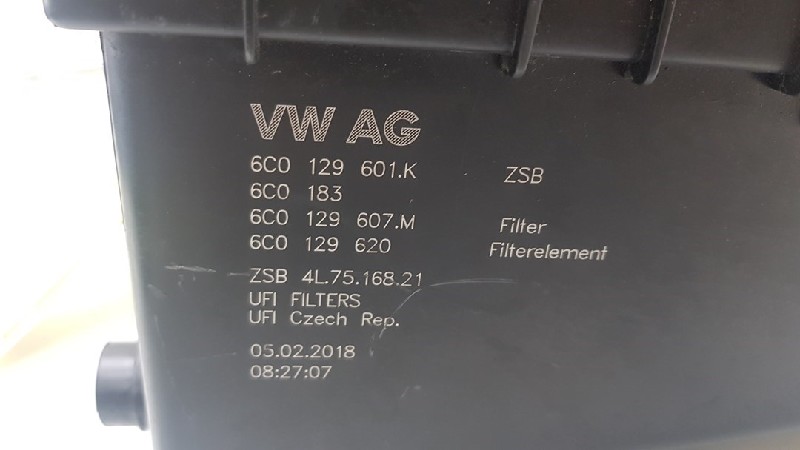 VW AG
6C0 129 601.K ZSB
6C0 183
6C0 129 607.M Filter
6C0 129 620 Filterelement
ZSB 4L.75.168.21
UFI FILTERS
UFI Czech Rep.
05.02.2018
08:27:07